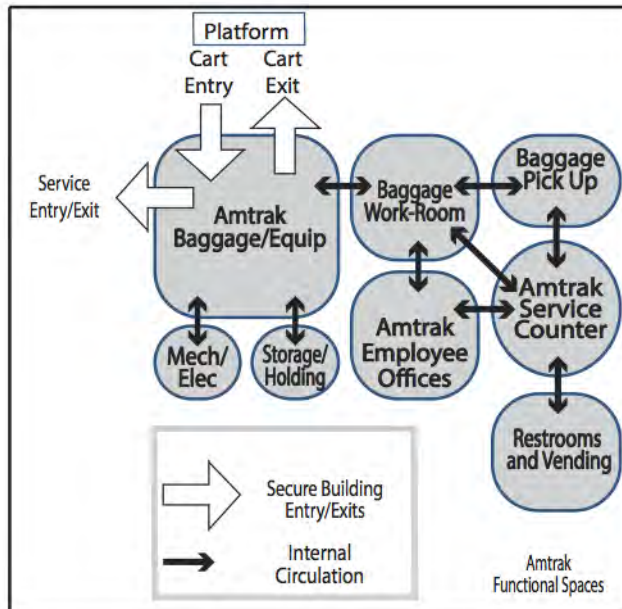 Platform
Cart
Entry
Cart
Exit
Service
Entry/Exit
Amtrak
Baggage/Equip
Baggage
Work-Room
Baggage
Pick Up
Mech/
Elec
Storage/
Holding
Amtrak
Employee
Offices
Amtrak
Service
Counter
Restrooms
and Vending
Secure Building
Entry/Exits
Internal
Circulation
Amtrak
Functional Spaces